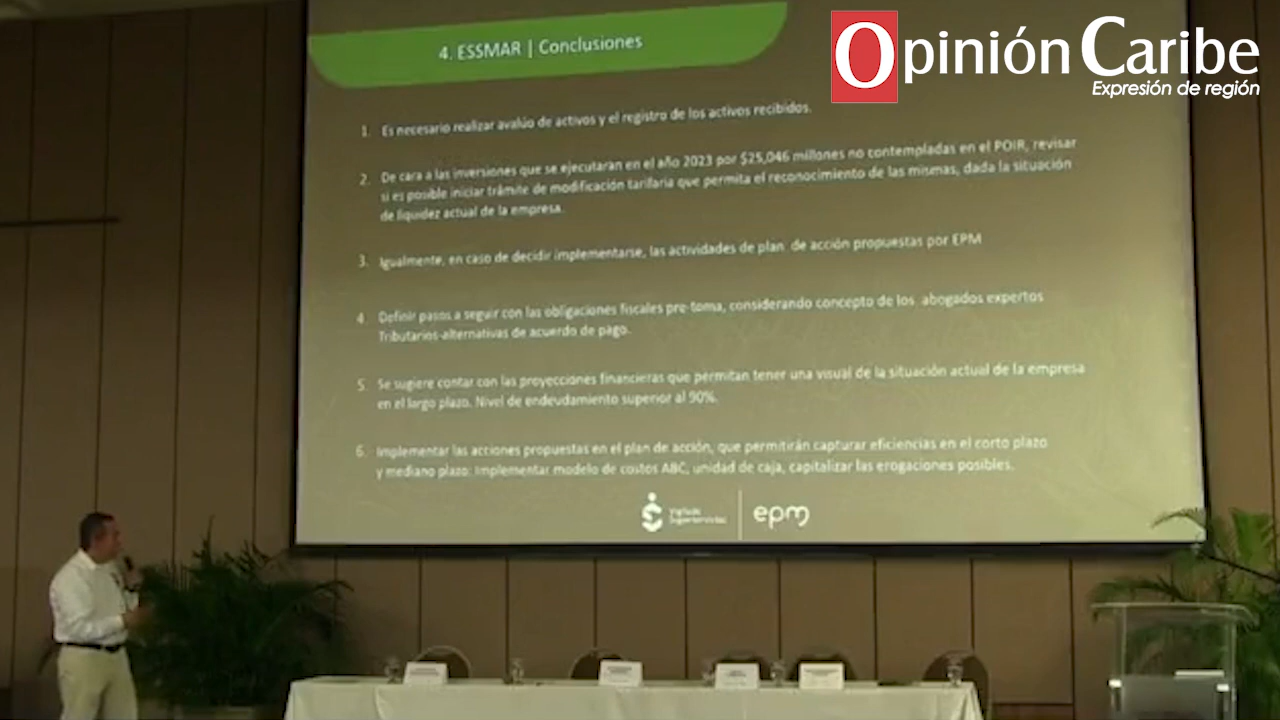 Opinión Caribe
Expresión de región
4. ESSMAR | Conclusiones
1. Es necesario realizar avalúo de activos y el registro de los activos recibidos.
2. De cara a las inversiones que se ejecutaran en el año 2023 por $25,046 millones no contempladas en el POIR, revisar
si es posible iniciar trámite de modificación tarifaria que permita el reconocimiento de las mismas, dada la situación
de liquidez actual de la empresa.
3. Igualmente, en caso de decidir implementarse, las actividades de plan de acción propuestas por EPM
4. Definir pasos a seguir con las obligaciones fiscales pre-toma, considerando concepto de los abogados expertos
Tributarios-alternativas de acuerdo de pago.
5. Se sugiere contar con las proyecciones financieras que permitan tener una visual de la situación actual de la empresa
en el largo plazo. Nivel de endeudamiento superior al 90%.
6. Implementar las acciones propuestas en el plan de acción, que permitirán capturar eficiencias en el corto plazo
y mediano plazo: Implementar modelo de costos ABC, unidad de caja, capitalizar las erogaciones posibles.
epm